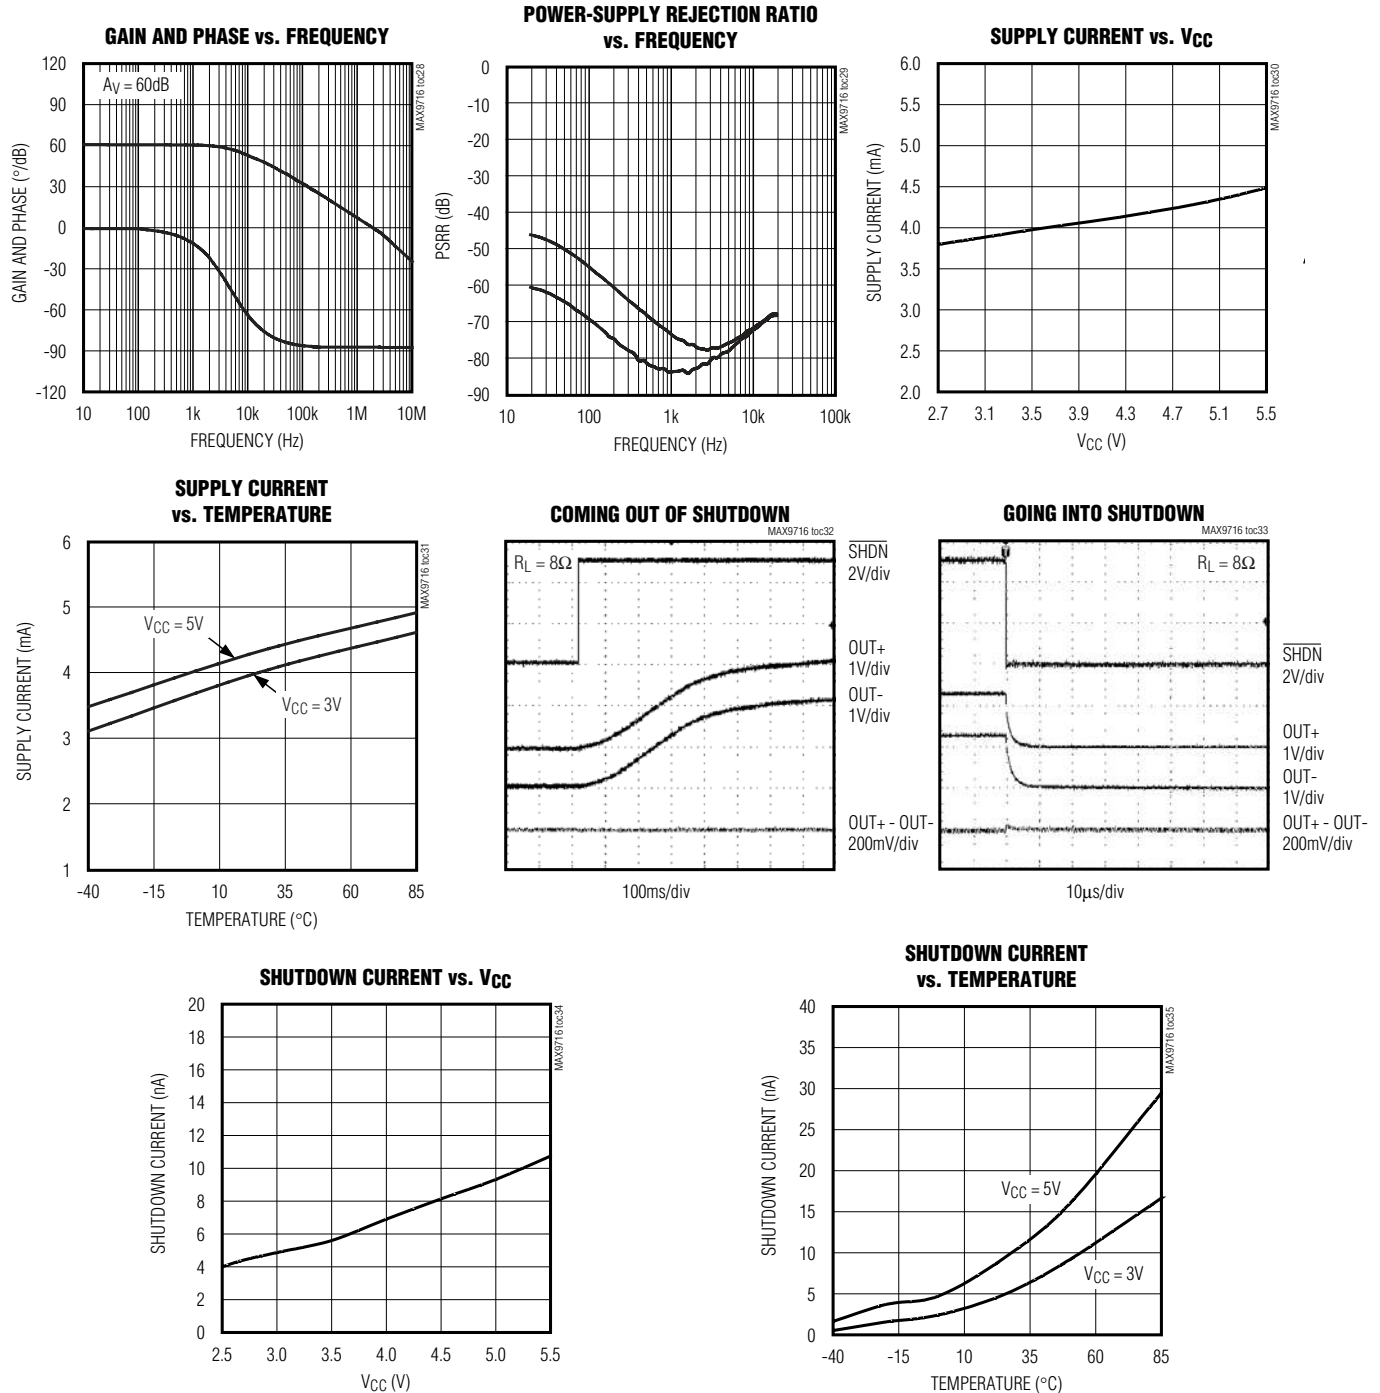 GAIN AND PHASE vs. FREQUENCY
AV = 60dB
MAX9716 toc28
GAIN AND PHASE (°/dB)
120
90
60
30
0
-30
-60
-90
-120
10 100 1k 10k 100k 1M 10M
FREQUENCY (Hz)
POWER-SUPPLY REJECTION RATIO
vs. FREQUENCY
MAX9716 toc29
PSRR (dB)
0
-10
-20
-30
-40
-50
-60
-70
-80
-90
10 100 1k 10k 100k
FREQUENCY (Hz)
SUPPLY CURRENT vs. VCC
MAX9716 toc30
SUPPLY CURRENT (mA)
6.0
5.5
5.0
4.5
4.0
3.5
3.0
2.5
2.0
2.7 3.1 3.5 3.9 4.3 4.7 5.1 5.5
VCC (V)
SUPPLY CURRENT
vs. TEMPERATURE
MAX9716 toc31
SUPPLY CURRENT (mA)
6
5
4
3
2
1
VCC = 5V
VCC = 3V
-40 -15 10 35 60 85
TEMPERATURE (°C)
COMING OUT OF SHUTDOWN
MAX9716 toc32
RL = 8Ω
SHDN
2V/div
OUT+
1V/div
OUT-
1V/div
OUT+ - OUT-
200mV/div
100ms/div
GOING INTO SHUTDOWN
MAX9716 toc33
RL = 8Ω
SHDN
2V/div
OUT+
1V/div
OUT-
1V/div
OUT+ - OUT-
200mV/div
10µs/div
SHUTDOWN CURRENT vs. VCC
MAX9716 toc34
SHUTDOWN CURRENT (nA)
20
18
16
14
12
10
8
6
4
2
0
2.5 3.0 3.5 4.0 4.5 5.0 5.5
VCC (V)
SHUTDOWN CURRENT
vs. TEMPERATURE
MAX9716 toc35
SHUTDOWN CURRENT (nA)
40
35
30
25
20
15
10
5
0
VCC = 5V
VCC = 3V
-40 -15 10 35 60 85
TEMPERATURE (°C)